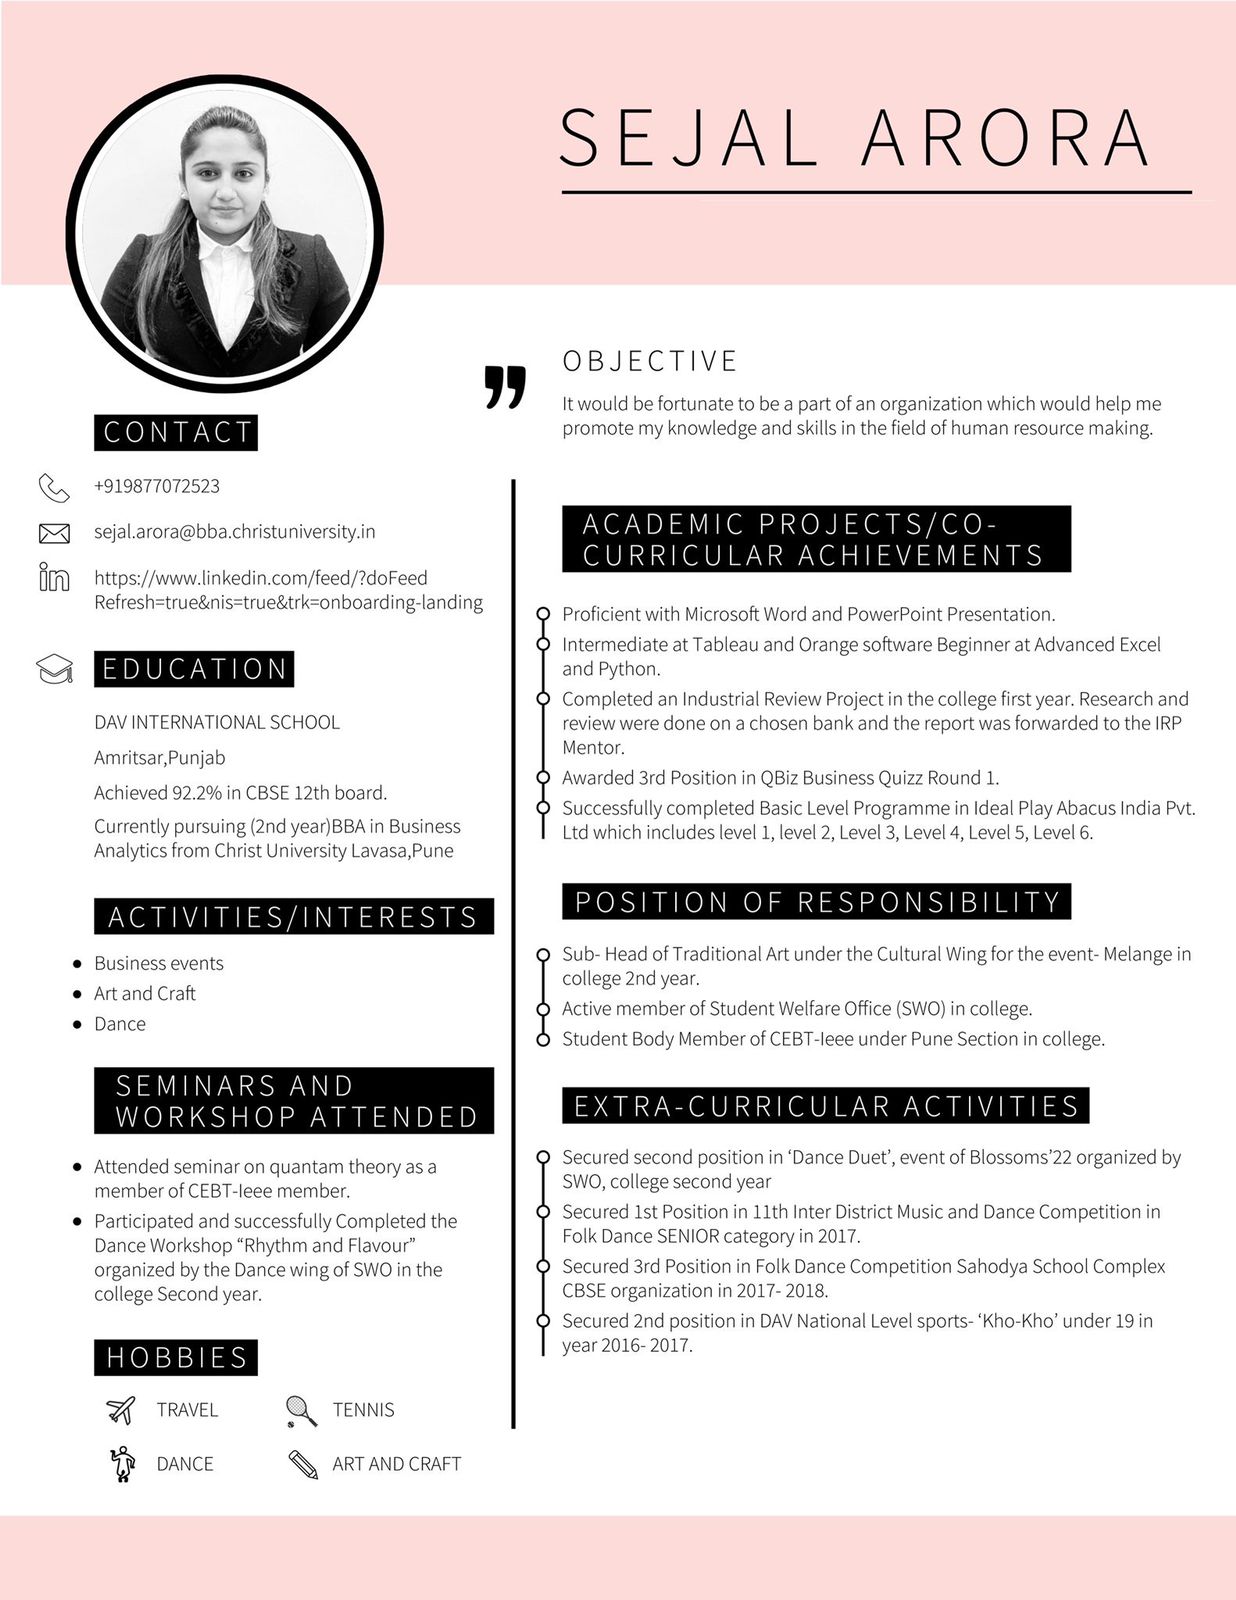 SEJAL ARORA
OBJECTIVE
It would be fortunate to be a part of an organization which would help me
promote my knowledge and skills in the field of human resource making.
CONTACT
+919877072523
sejal.arora@bba.christuniversity.in
in
https://www.linkedin.com/feed/?doFeed
Refresh=true&nis=true&trk=onboarding-landing
EDUCATION
DAV INTERNATIONAL SCHOOL
Amritsar,Punjab
Achieved 92.2% in CBSE 12th board.
Currently pursuing (2nd year)BBA in Business
Analytics from Christ University Lavasa,Pune
ACTIVITIES/INTERESTS
Business events
Art and Craft
Dance
SEMINARS AND
WORKSHOP ATTENDED
Attended seminar on quantam theory as a
member of CEBT-Ieee member.
Participated and successfully Completed the
Dance Workshop “Rhythm and Flavour”
organized by the Dance wing of SWO in the
college Second year.
HOBBIES
TRAVEL
TENNIS
DANCE
ART AND CRAFT
ACADEMIC PROJECTS/CO-
CURRICULAR ACHIEVEMENTS
Proficient with Microsoft Word and PowerPoint Presentation.
Intermediate at Tableau and Orange software Beginner at Advanced Excel
and Python.
Completed an Industrial Review Project in the college first year. Research and
review were done on a chosen bank and the report was forwarded to the IRP
Mentor.
Awarded 3rd Position in QBiz Business Quizz Round 1.
Successfully completed Basic Level Programme in Ideal Play Abacus India Pvt.
Ltd which includes level 1, level 2, Level 3, Level 4, Level 5, Level 6.
POSITION OF RESPONSIBILITY
Sub- Head of Traditional Art under the Cultural Wing for the event- Melange in
college 2nd year.
Active member of Student Welfare Office (SWO) in college.
Student Body Member of CEBT-Ieee under Pune Section in college.
EXTRA-CURRICULAR ACTIVITIES
Secured second position in ‘Dance Duet’, event of Blossoms’22 organized by
SWO, college second year
Secured 1st Position in 11th Inter District Music and Dance Competition in
Folk Dance SENIOR category in 2017.
Secured 3rd Position in Folk Dance Competition Sahodya School Complex
CBSE organization in 2017- 2018.
Secured 2nd position in DAV National Level sports- ‘Kho-Kho’ under 19 in
year 2016- 2017.